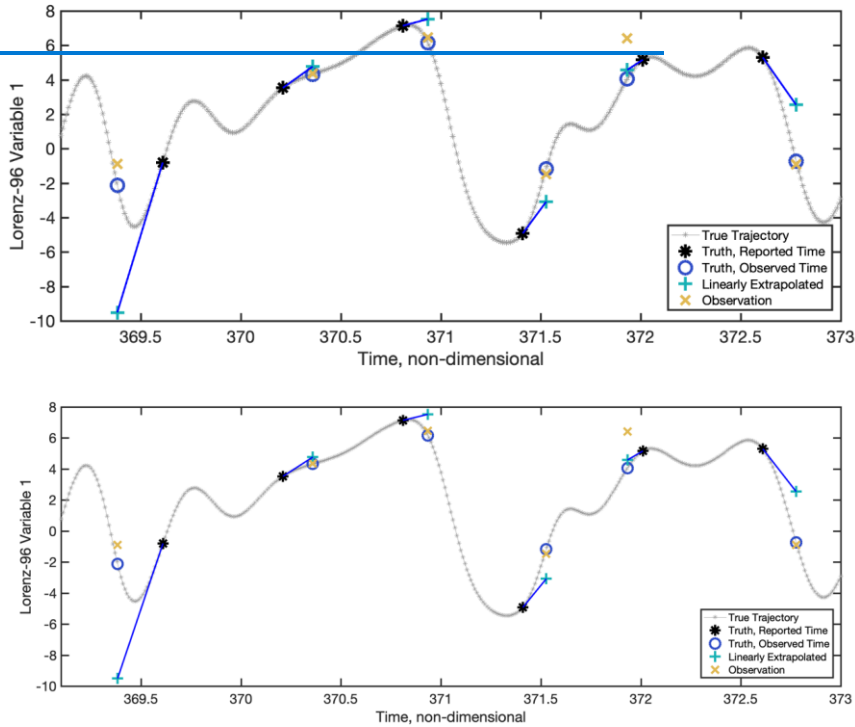 8
6
4
2
0
-2
-4
-6
-8
-10
Lorenz-96 Variable 1
369.5 370 370.5 371 371.5 372 372.5 373
Time, non-dimensional
True Trajectory
Truth, Reported Time
Truth, Observed Time
Linearly Extrapolated
Observation
8
6
4
2
0
-2
-4
-6
-8
-10
Lorenz-96 Variable 1
369.5 370 370.5 371 371.5 372 372.5 373
Time, non-dimensional
True Trajectory
Truth, Reported Time
Truth, Observed Time
Linearly Extrapolated
Observation